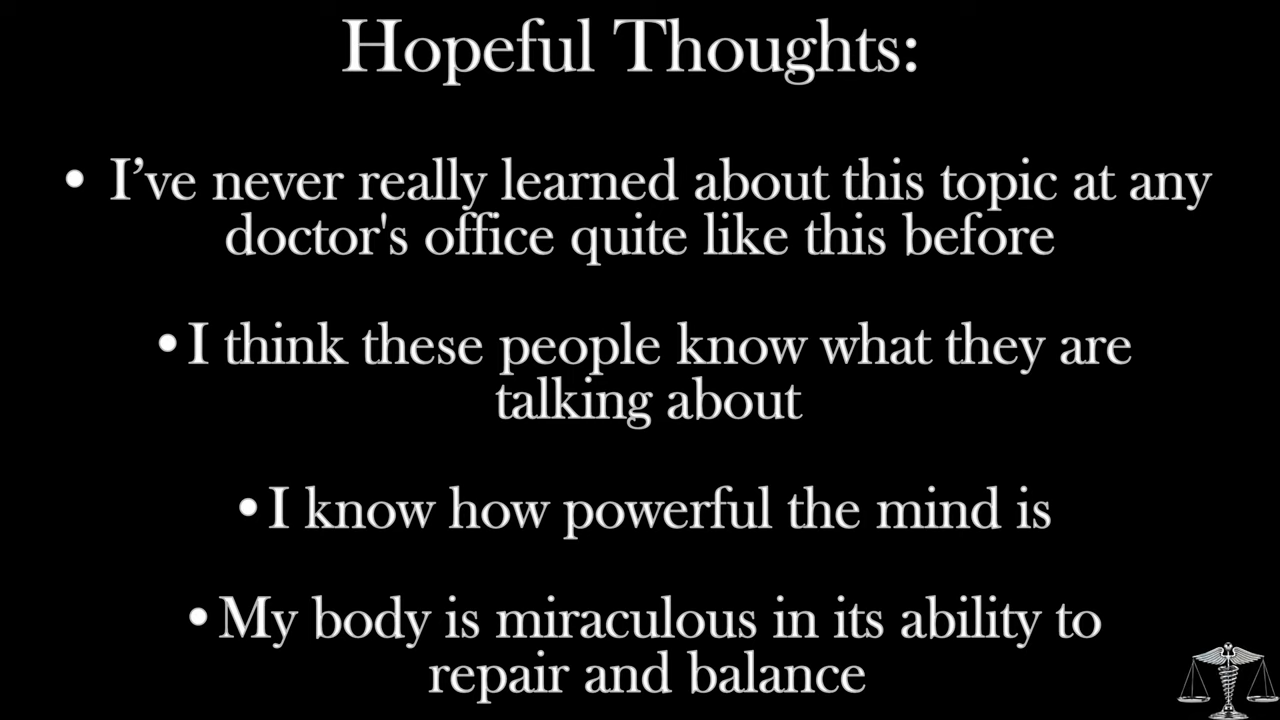 Hopeful Thoughts:
• I’ve never really learned about this topic at any
doctor's office quite like this before
• I think these people know what they are
talking about
• I know how powerful the mind is
• My body is miraculous in its ability to
repair and balance